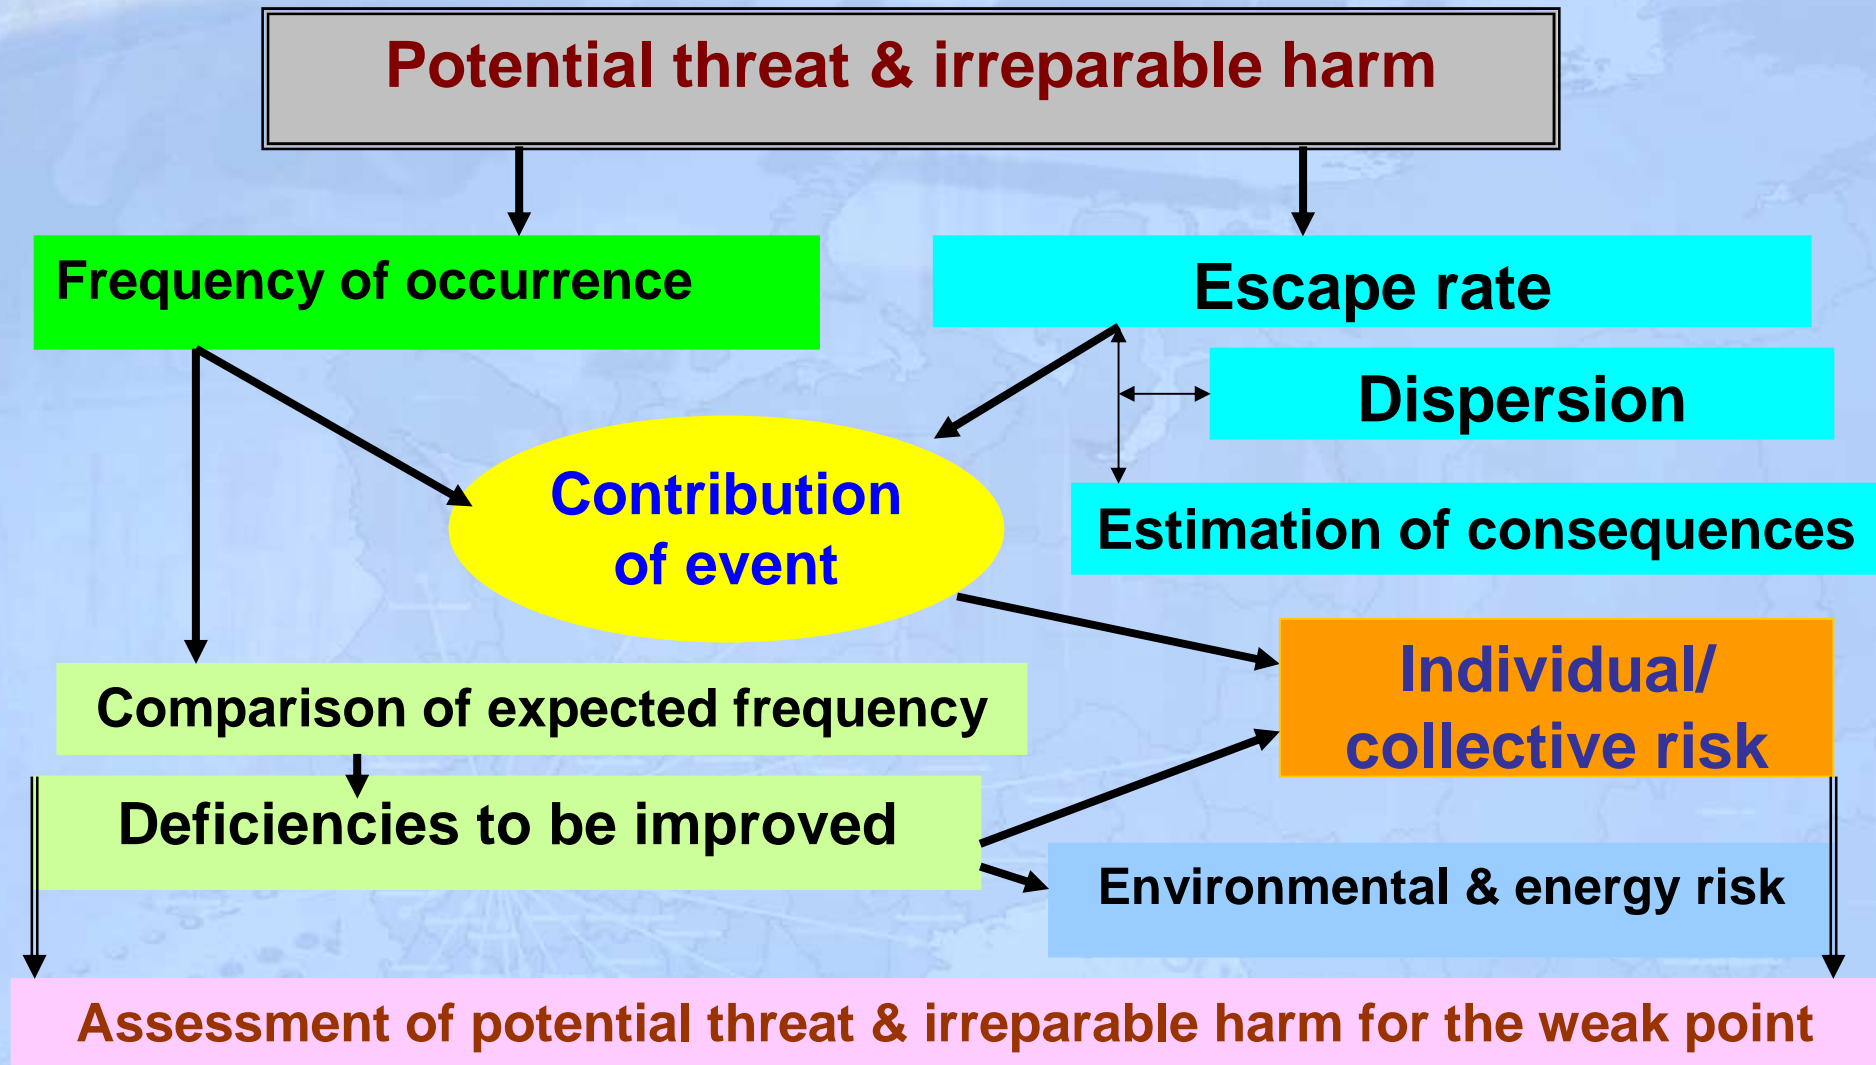 Potential threat & irreparable harm
Frequency of occurrence
Escape rate
Dispersion
Contribution
of event
Estimation of consequences
Individual/
collective risk
Comparison of expected frequency
Deficiencies to be improved
Environmental & energy risk
Assessment of potential threat & irreparable harm for the weak point